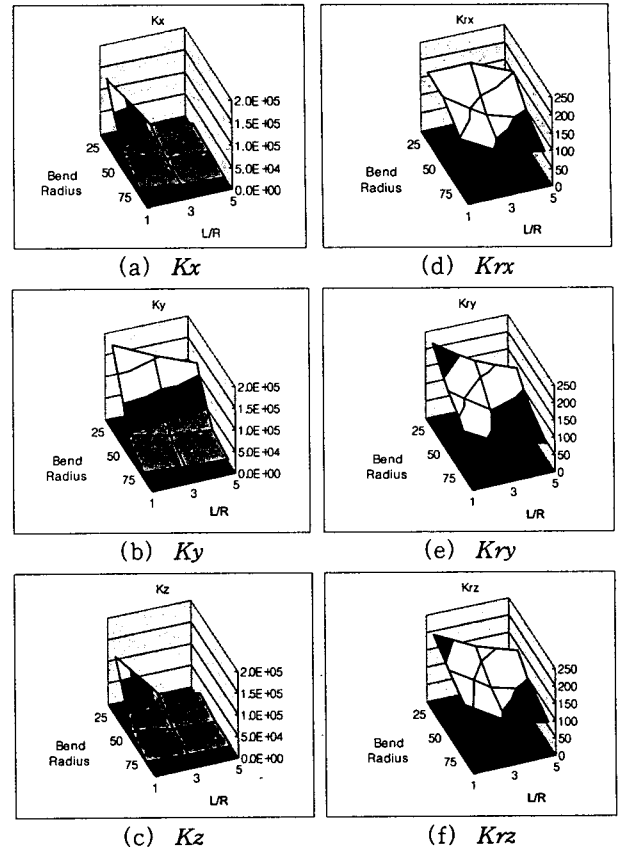 Kx
2.0E+05
1.5E+05
1.0E+05
5.0E+04
0.0E+00
25
50
75
Bend
Radius
1
3
5
L/R
(a) Kx
Krx
250
200
150
100
50
0
25
50
75
Bend
Radius
1
3
5
L/R
(d) Krx
Ky
2.0E+05
1.5E+05
1.0E+05
5.0E+04
0.0E+00
25
50
75
Bend
Radius
1
3
5
L/R
(b) Ky
Kry
250
200
150
100
50
0
25
50
75
Bend
Radius
1
3
5
L/R
(e) Kry
Kz
2.0E+05
1.5E+05
1.0E+05
5.0E+04
0.0E+00
25
50
75
Bend
Radius
1
3
5
L/R
(c) Kz
Krz
250
200
150
100
50
0
25
50
75
Bend
Radius
1
3
5
L/R
(f) Krz